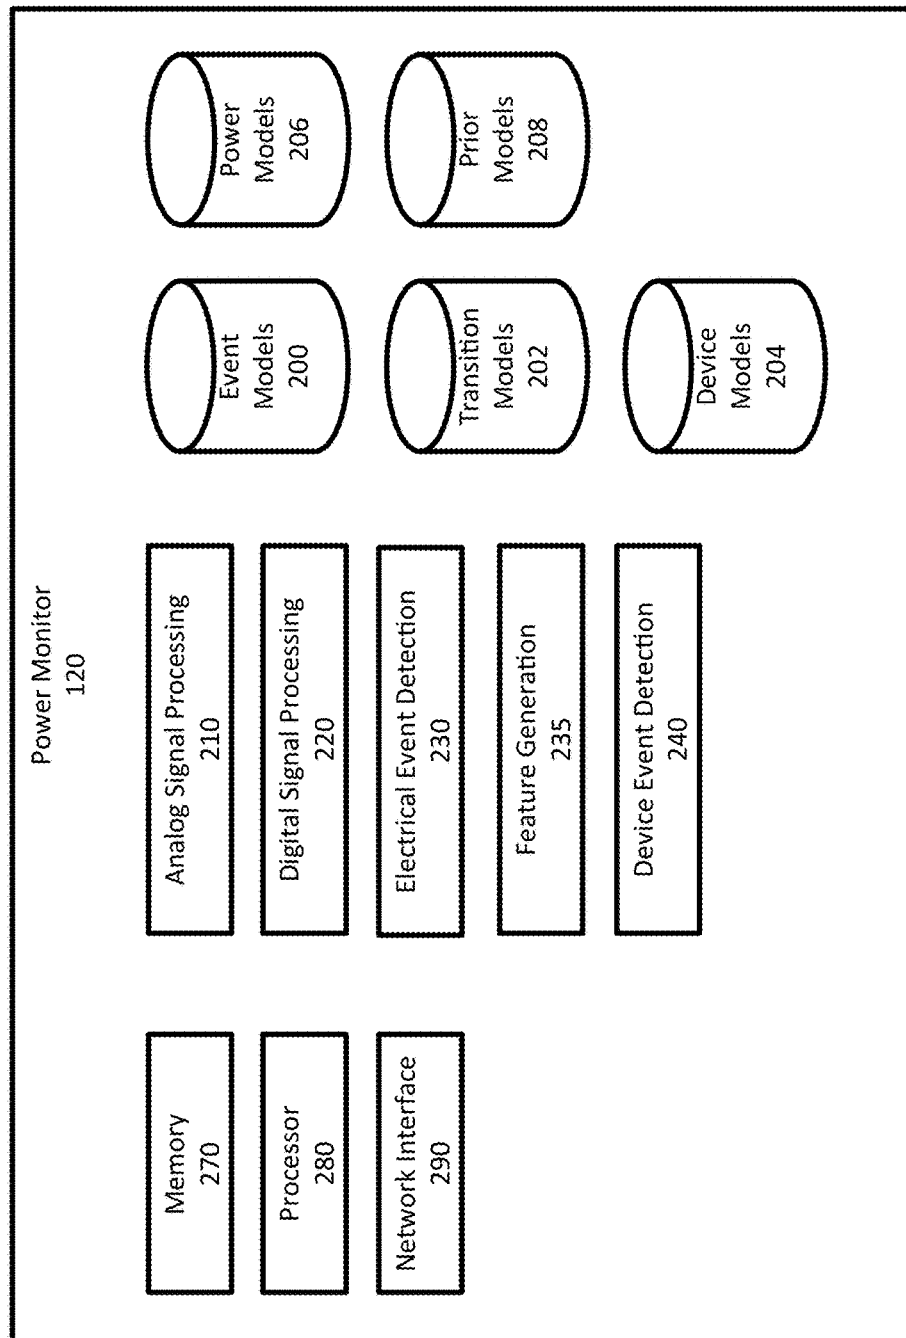 Power Monitor
120
Memory
270
Processor
280
Network Interface
290
Analog Signal Processing
210
Digital Signal Processing
220
Electrical Event Detection
230
Feature Generation
235
Device Event Detection
240
Event
Models
200
Transition
Models
202
Device
Models
204
Power
Models
206
Prior
Models
208